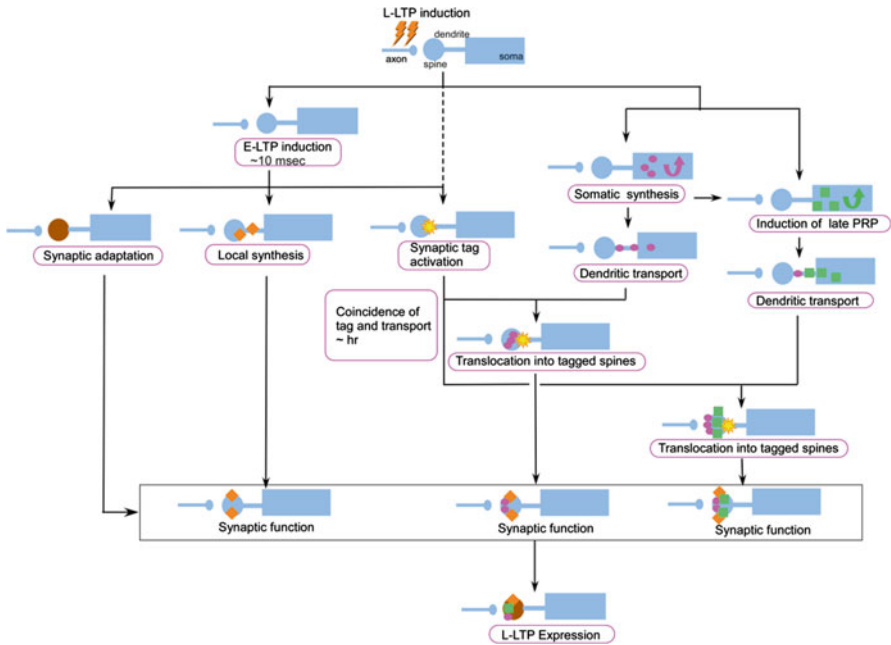 L-LTP induction
dendrite
axon
spine
soma
E-LTP induction
~10 msec
Somatic synthesis
Induction of late PRP
Synaptic adaptation
Local synthesis
Synaptic tag
activation
Dendritic transport
Dendritic transport
Coincidence of
tag and transport
~ hr
Translocation into tagged spines
Translocation into tagged spines
Synaptic function
Synaptic function
Synaptic function
L-LTP Expression